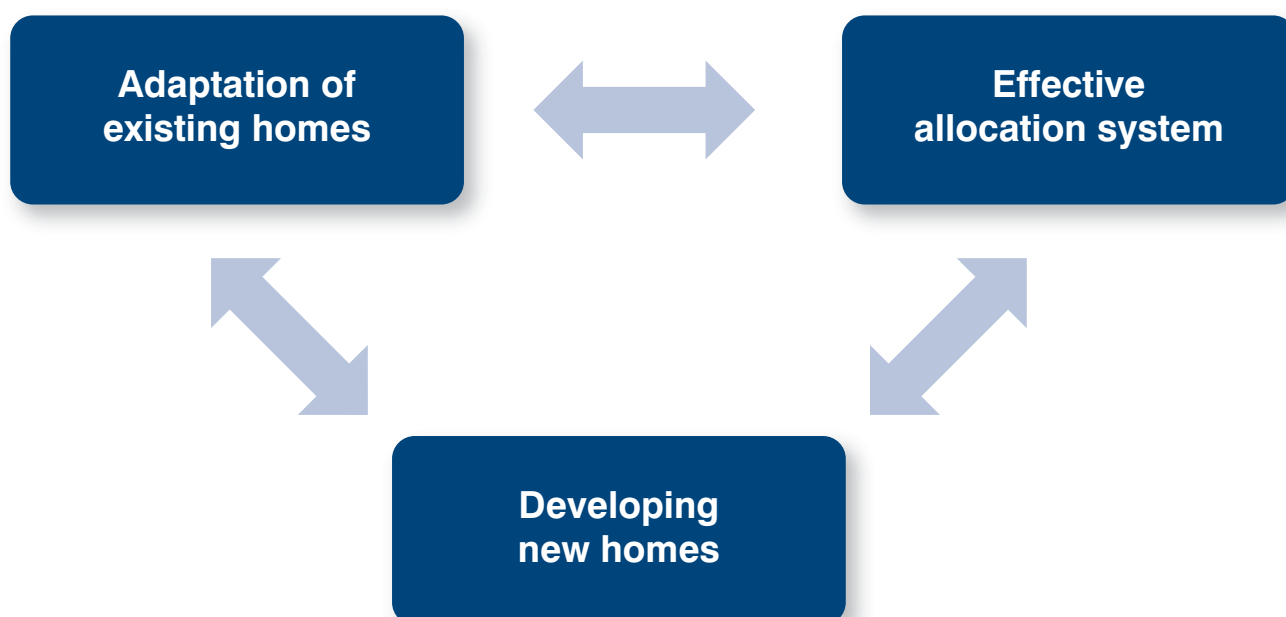 Adaptation of
existing homes
Effective
allocation system
Developing
new homes